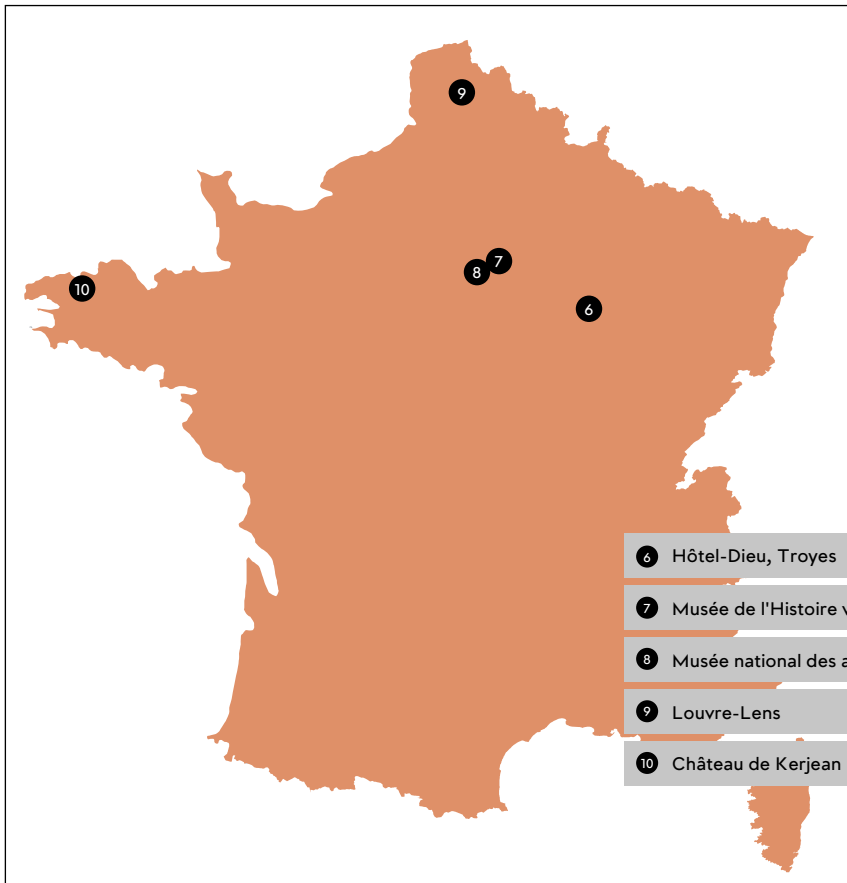 9
7
8
10
6
6 Hôtel-Dieu, Troyes
7 Musée de l'Histoire v
8 Musée national des a
9 Louvre-Lens
10 Château de Kerjean